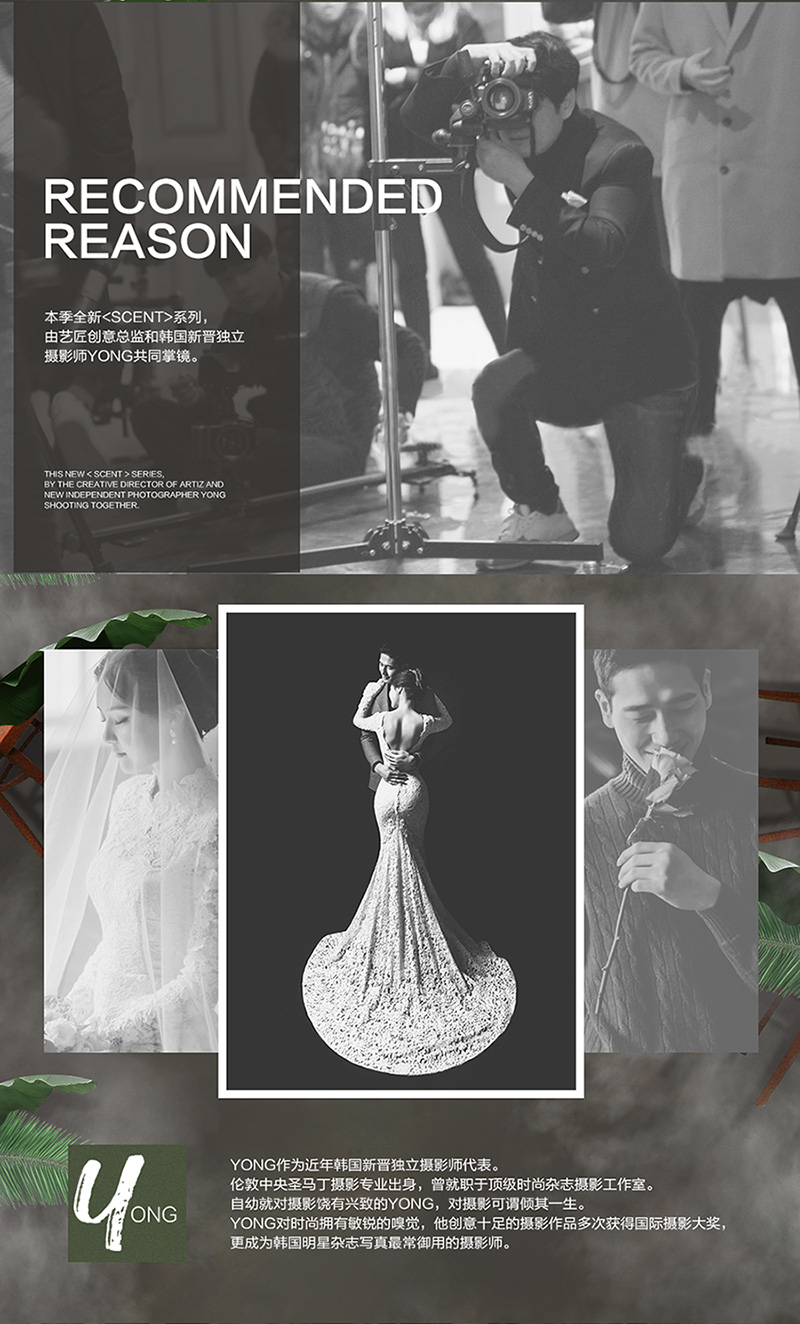 RECOMMENDED
REASON
本季全新<SCENT>系列，
由艺匠创意总监和韩国新晋独立
摄影师YONG共同掌镜。
THIS NEW < SCENT > SERIES,
BY THE CREATIVE DIRECTOR OF ARTIZ AND
NEW INDEPENDENT PHOTOGRAPHER YONG
SHOOTING TOGETHER.
YONG
YONG作为近年韩国新晋独立摄影师代表。
伦敦中央圣马丁摄影专业出身，曾就职于顶级时尚杂志摄影工作室。
自幼就对摄影饶有兴致的YONG，对摄影可谓倾其一生。
YONG对时尚拥有敏锐的嗅觉，他创意十足的摄影作品多次获得国际摄影大奖，
更成为韩国明星杂志写真最常御用的摄影师。